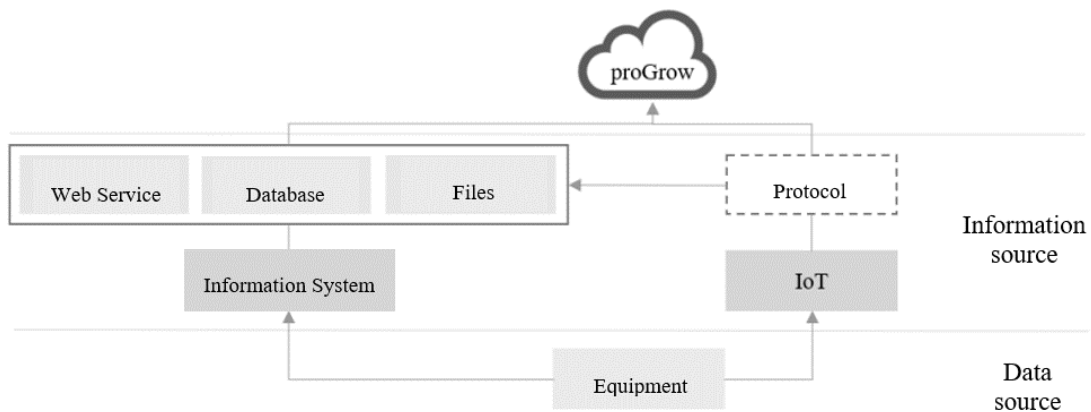 proGrow
Web Service
Database
Files
Protocol
Information
source
Information System
IoT
Equipment
Data
source